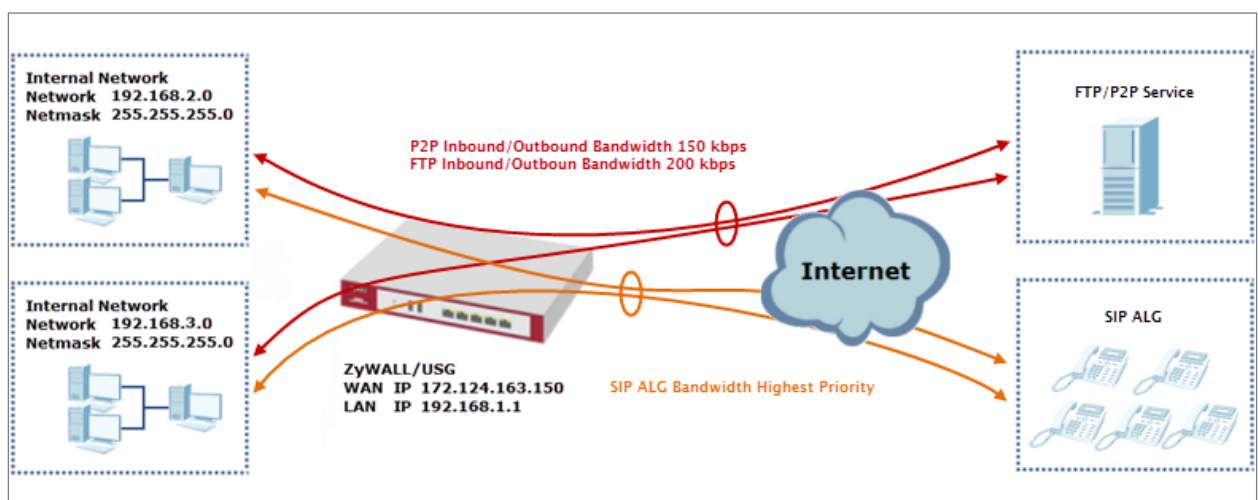 Internal Network
Network 192.168.2.0
Netmask 255.255.255.0
P2P Inbound/Outbound Bandwidth 150 kbps
FTP Inbound/Outboun Bandwidth 200 kbps
FTP/P2P Service
Internet
Internal Network
Network 192.168.3.0
Netmask 255.255.255.0
ZyWALL/USG
WAN IP 172.124.163.150
LAN IP 192.168.1.1
SIP ALG Bandwidth Highest Priority
SIP ALG